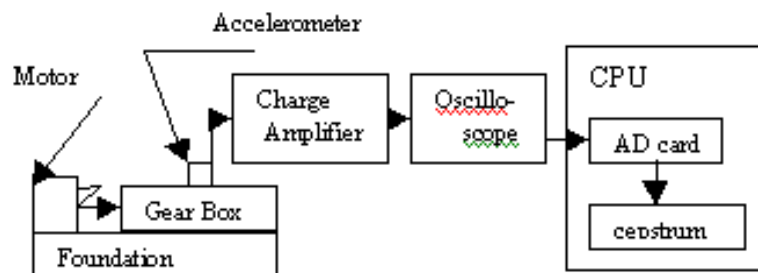 Accelerometer
Motor
Charge
Amplifier
Oscillo-
scope
CPU
AD card
Gear Box
cepstrum
Foundation